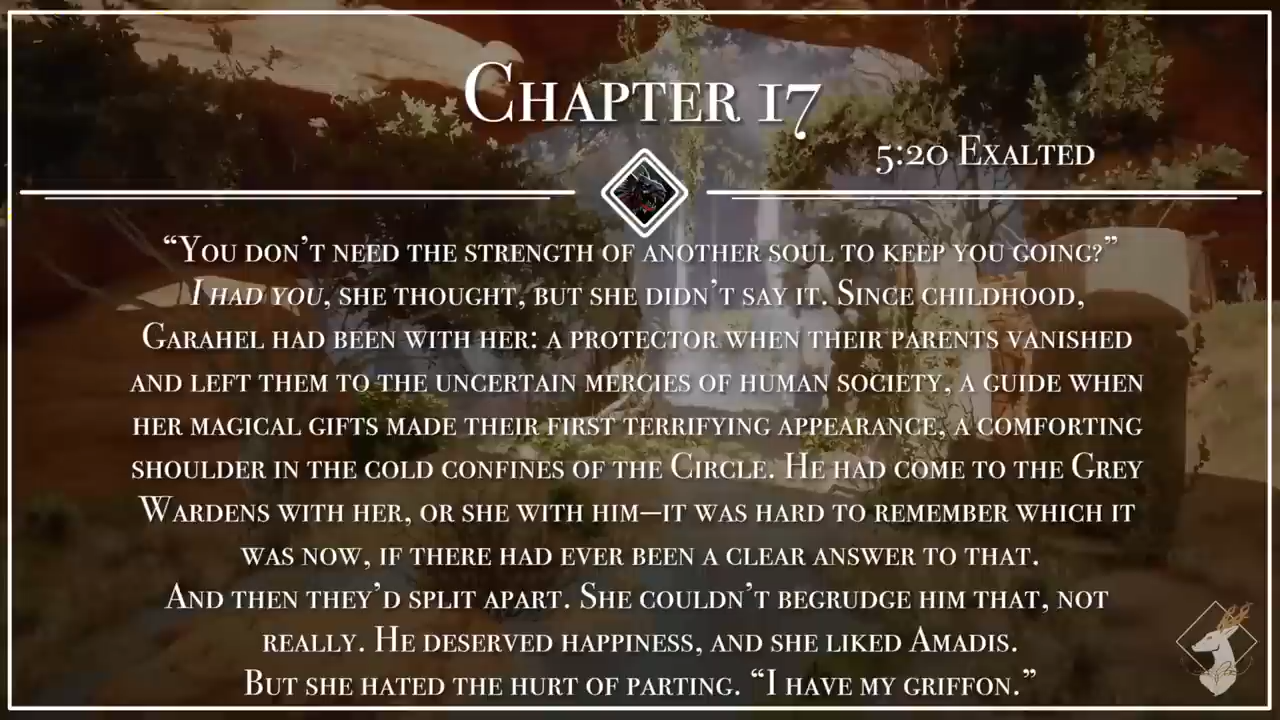 Chapter 17
5:20 Exalted
“You don’t need the strength of another soul to keep you going?”
I had you, she thought, but she didn’t say it. Since childhood,
Garahel had been with her: a protector when their parents vanished
and left them to the uncertain mercies of human society, a guide when
her magical gifts made their first terrifying appearance, a comforting
shoulder in the cold confines of the Circle. He had come to the Grey
Wardens with her, or she with him—it was hard to remember which it
was now, if there had ever been a clear answer to that.
And then they’d split apart. She couldn’t begrudge him that, not
really. He deserved happiness, and she liked Amadis.
But she hated the hurt of parting. “I have my griffon.”